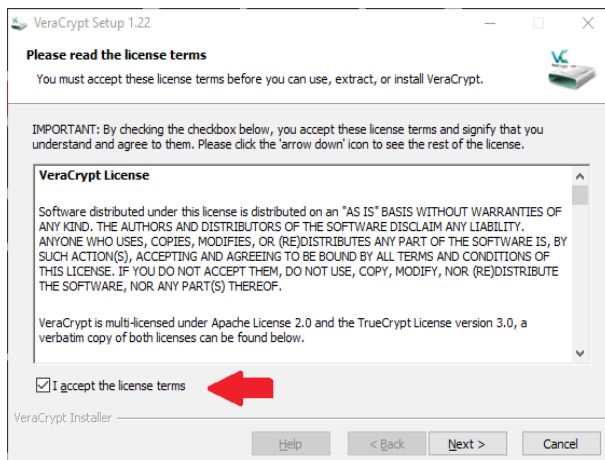 VeraCrypt Setup 1.22
Please read the license terms
You must accept these license terms before you can use, extract, or install VeraCrypt.
VC
IMPORTANT: By checking the checkbox below, you accept these license terms and signify that you
understand and agree to them. Please click the 'arrow down' icon to see the rest of the license.
VeraCrypt License
Software distributed under this license is distributed on an "AS IS" BASIS WITHOUT WARRANTIES OF
ANY KIND. THE AUTHORS AND DISTRIBUTORS OF THE SOFTWARE DISCLAIM ANY LIABILITY.
ANYONE WHO USES, COPIES, MODIFIES, OR (RE)DISTRIBUTES ANY PART OF THE SOFTWARE IS, BY
SUCH ACTION(S), ACCEPTING AND AGREEING TO BE BOUND BY ALL TERMS AND CONDITIONS OF
THIS LICENSE. IF YOU DO NOT ACCEPT THEM, DO NOT USE, COPY, MODIFY, NOR (RE)DISTRIBUTE
THE SOFTWARE, NOR ANY PART(S) THEREOF.
VeraCrypt is multi-licensed under Apache License 2.0 and the TrueCrypt License version 3.0, a
verbatim copy of both licenses can be found below.
I accept the license terms
VeraCrypt Installer
Help < Back Next > Cancel